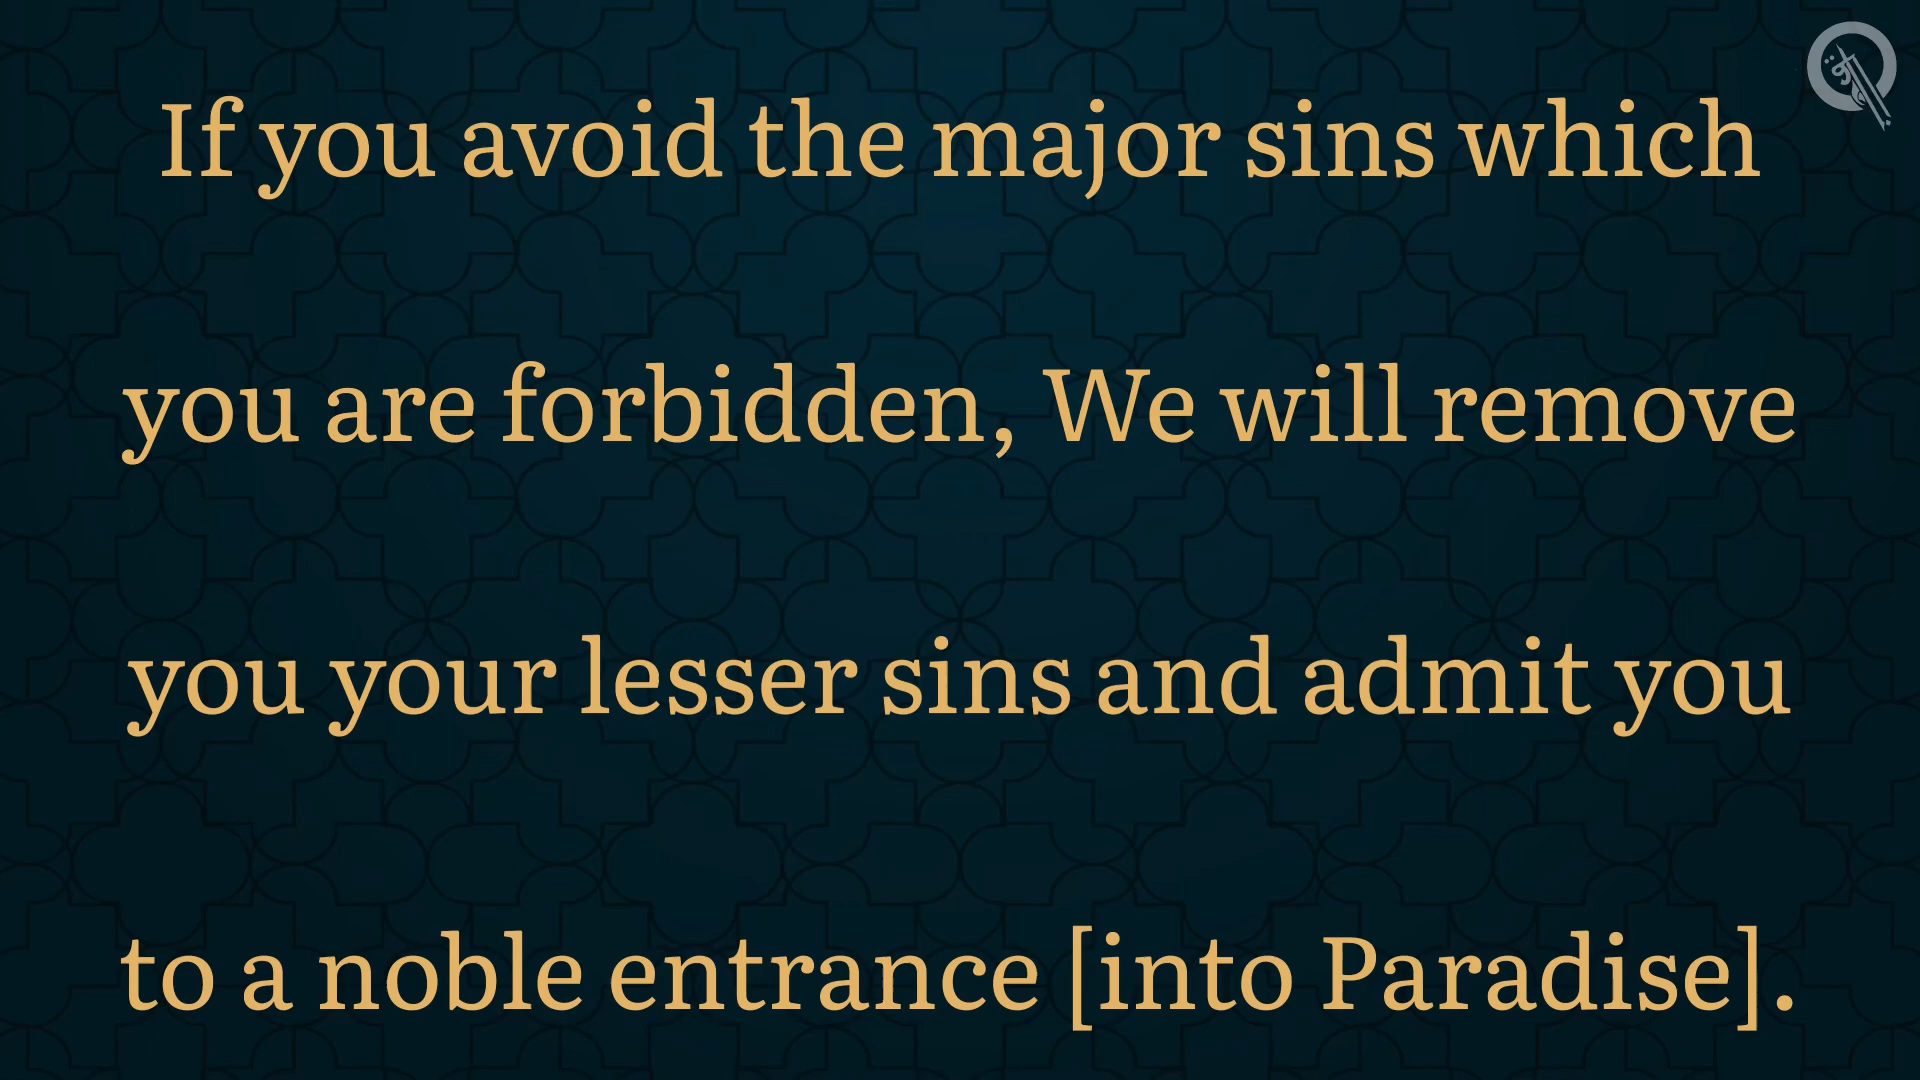 If you avoid the major sins which
you are forbidden, We will remove
you your lesser sins and admit you
to a noble entrance [into Paradise].